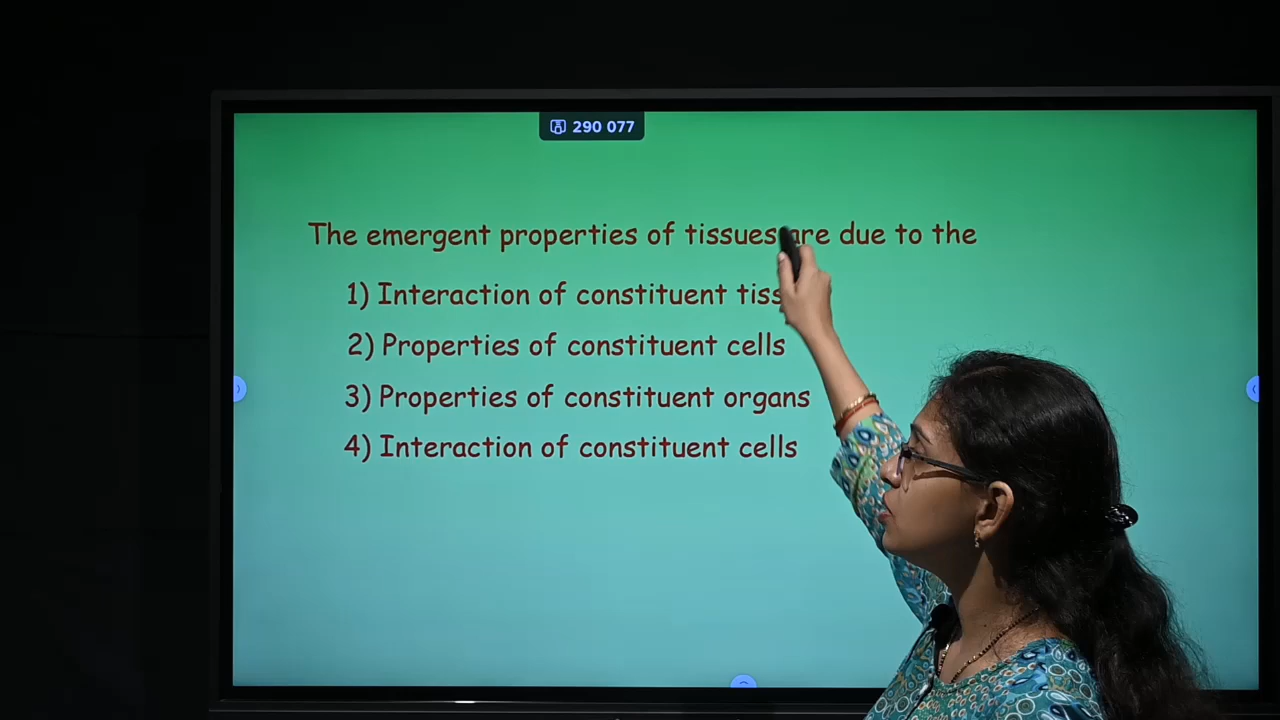 290 077
The emergent properties of tissues are due to the
1) Interaction of constituent
2) Properties of constituent cells
3) Properties of constituent organs
4) Interaction of constituent cells